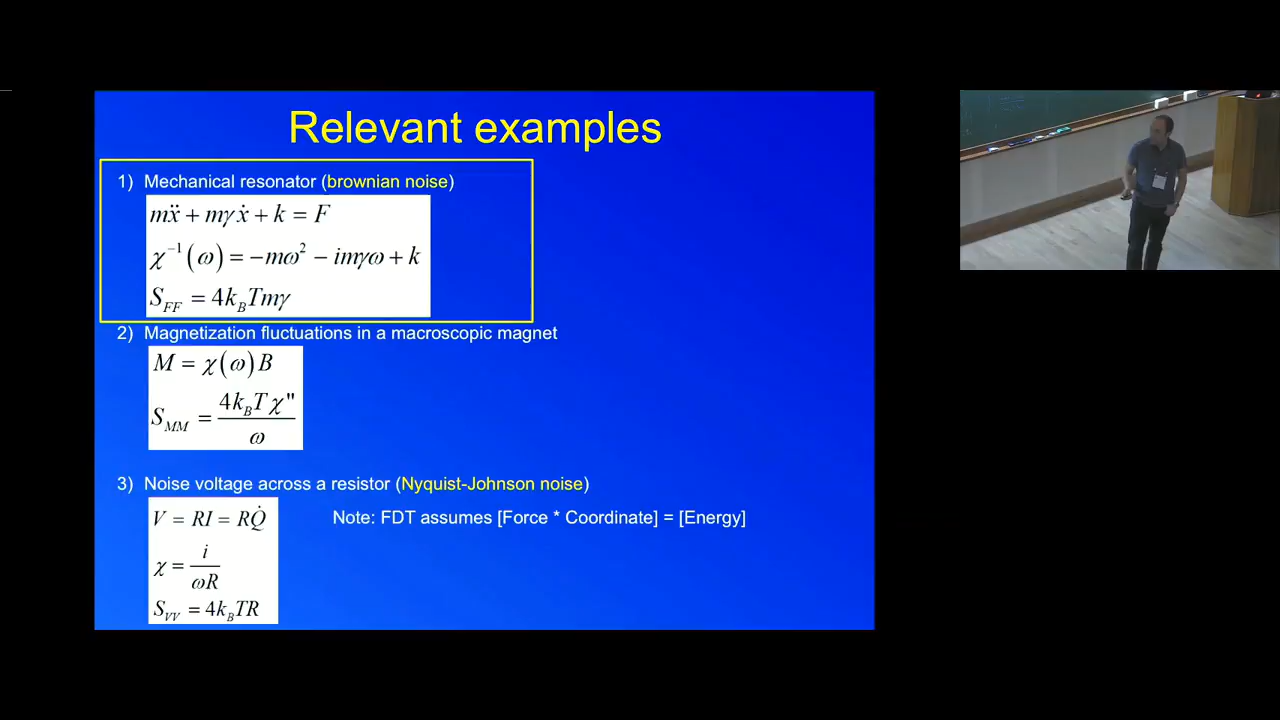 Relevant examples
1) Mechanical resonator (brownian noise)
mẍ + mγẋ + k = F
χ⁻¹(ω) = −mω² − imγω + k
S_FF = 4k_BTmγ
2) Magnetization fluctuations in a macroscopic magnet
M = χ(ω)B
S_MM = 4k_BTχ" / ω
3) Noise voltage across a resistor (Nyquist-Johnson noise)
V = RI = RQ̇
Note: FDT assumes [Force * Coordinate] = [Energy]
χ = i / ωR
S_VV = 4k_BTR